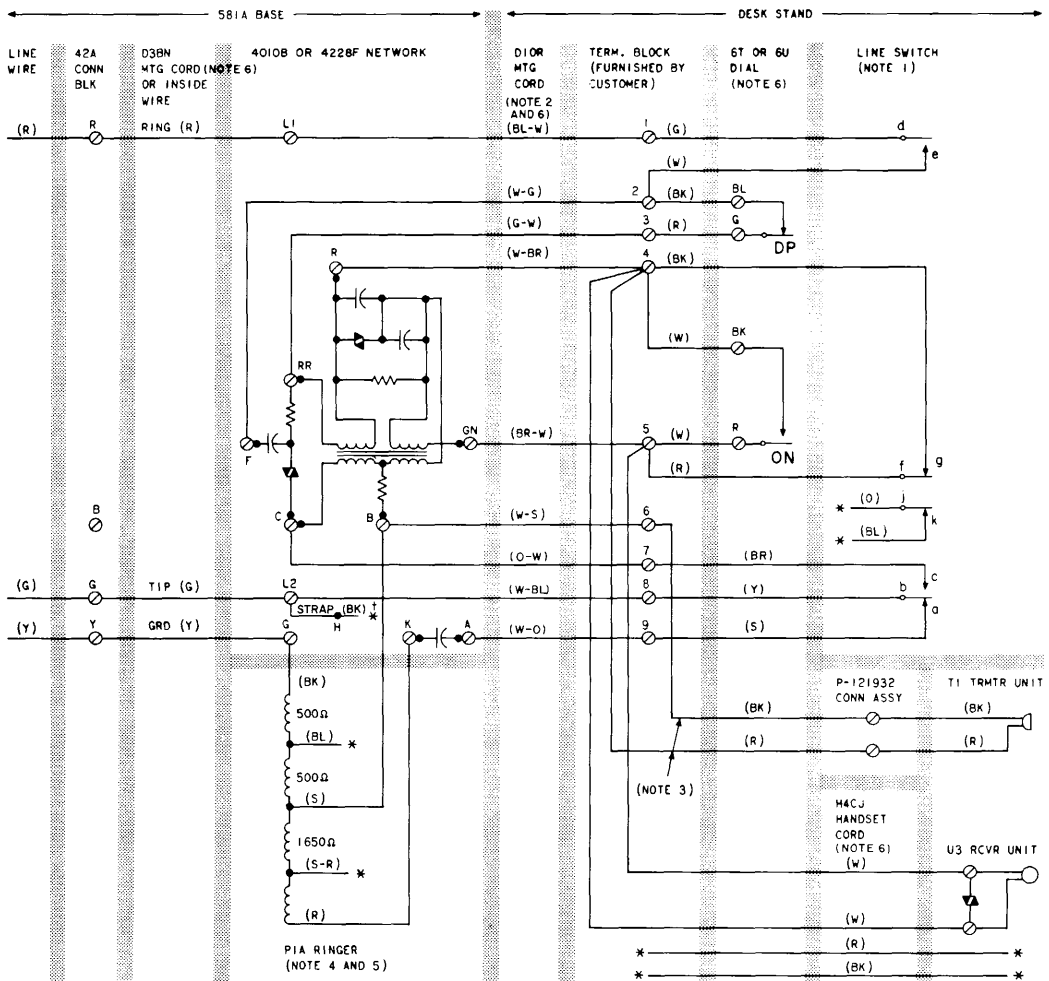 581A BASE
DESK STAND
LINE WIRE
42A CONN BLK
D3BN MTG CORD (NOTE 6) OR INSIDE WIRE
4010B OR 4228F NETWORK
DIOR MTG CORD (NOTE 2 AND 6)
TERM. BLOCK (FURNISHED BY CUSTOMER)
6T OR 6U DIAL (NOTE 6)
LINE SWITCH (NOTE 1)
(R) R RING (R) L1 (BL-W) 1 (G) d
e
(W)
(W-G) 2 (BK) BL
(G-W) 3 (R) G DP
R (W-BR) 4 (BK)
(W) BK
RR
F GN (BR-W) 5 (W) R ON
(R) f g
* (O) j
* (BL) k
B C B (W-S) 6
(O-W) 7 (BR) c
(G) G TIP (G) L2 (W-BL) 8 (Y) b
STRAP (BK) † *
H a
(Y) Y GRD (Y) G K A (W-O) 9 (S)
(BK)
500Ω
(BL) *
500Ω
(S)
1650Ω
(S-R) *
(R)
P1A RINGER
(NOTE 4 AND 5)
P-121932 CONN ASSY
T1 TRMTR UNIT
(BK) (BK)
(R) (R)
(NOTE 3)
H4CJ HANDSET CORD (NOTE 6)
U3 RCVR UNIT
(W)
(W)
* (R) *
* (BK) *